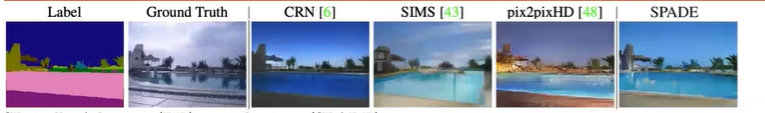 Label Ground Truth CRN [6] SIMS [43] pix2pixHD [48] SPADE